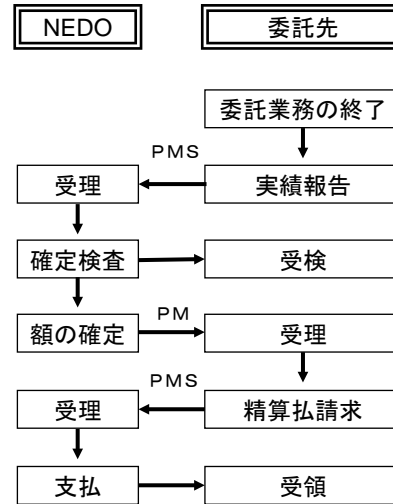 NEDO 委託先
委託業務の終了
PMS
受理 実績報告
確定検査 受検
額の確定 PM 受理
PMS
受理 精算払請求
支払 受領